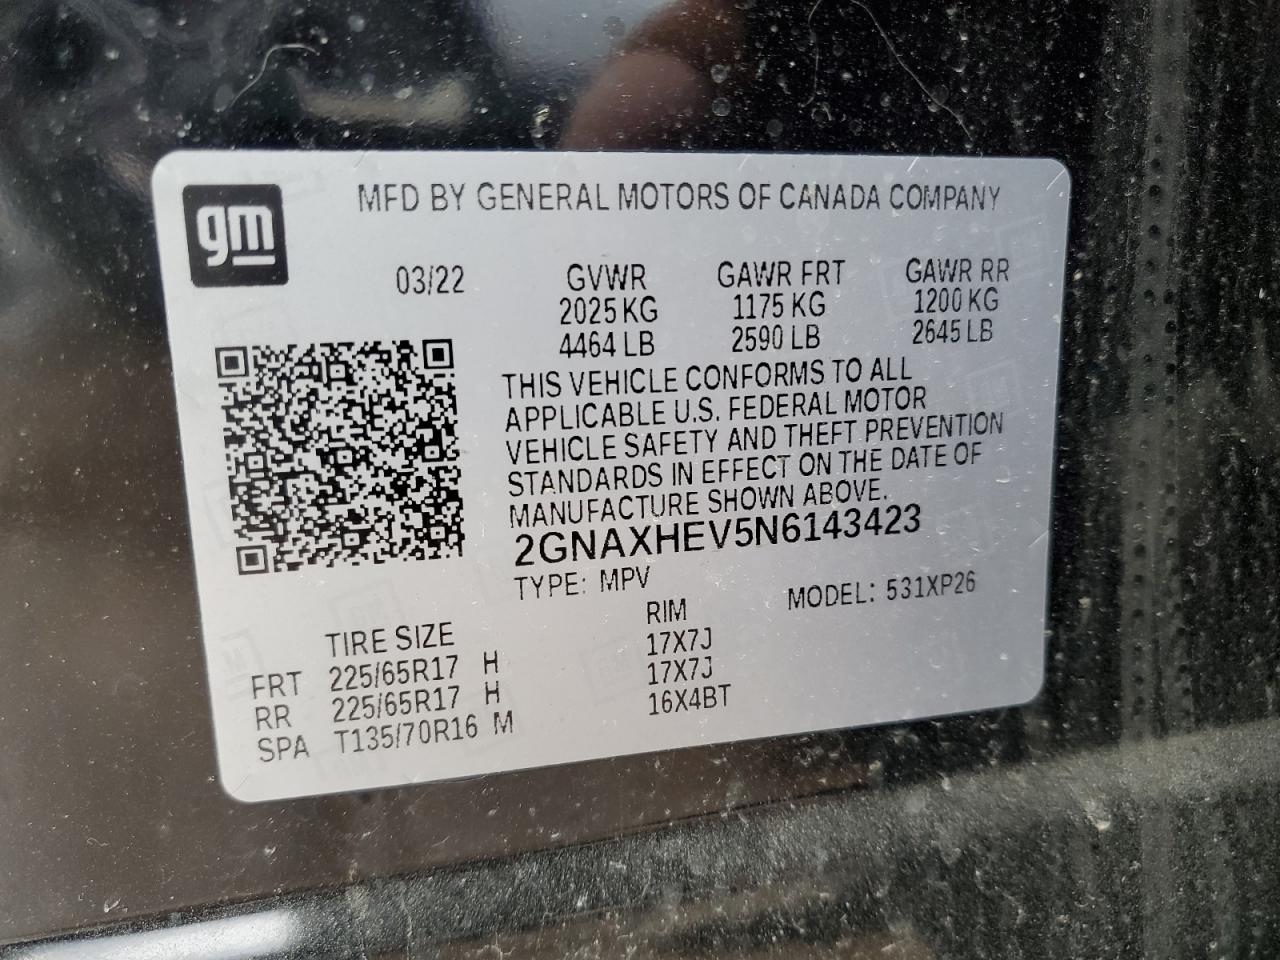 gm
MFD BY GENERAL MOTORS OF CANADA COMPANY
03/22 GVWR GAWR FRT GAWR RR
2025 KG 1175 KG 1200 KG
4464 LB 2590 LB 2645 LB
THIS VEHICLE CONFORMS TO ALL
APPLICABLE U.S. FEDERAL MOTOR
VEHICLE SAFETY AND THEFT PREVENTION
STANDARDS IN EFFECT ON THE DATE OF
MANUFACTURE SHOWN ABOVE.
2GNAXHEV5N6143423
TYPE: MPV MODEL: 531XP26
TIRE SIZE RIM
FRT 225/65R17 H 17X7J
RR 225/65R17 H 17X7J
SPA T135/70R16 M 16X4BT